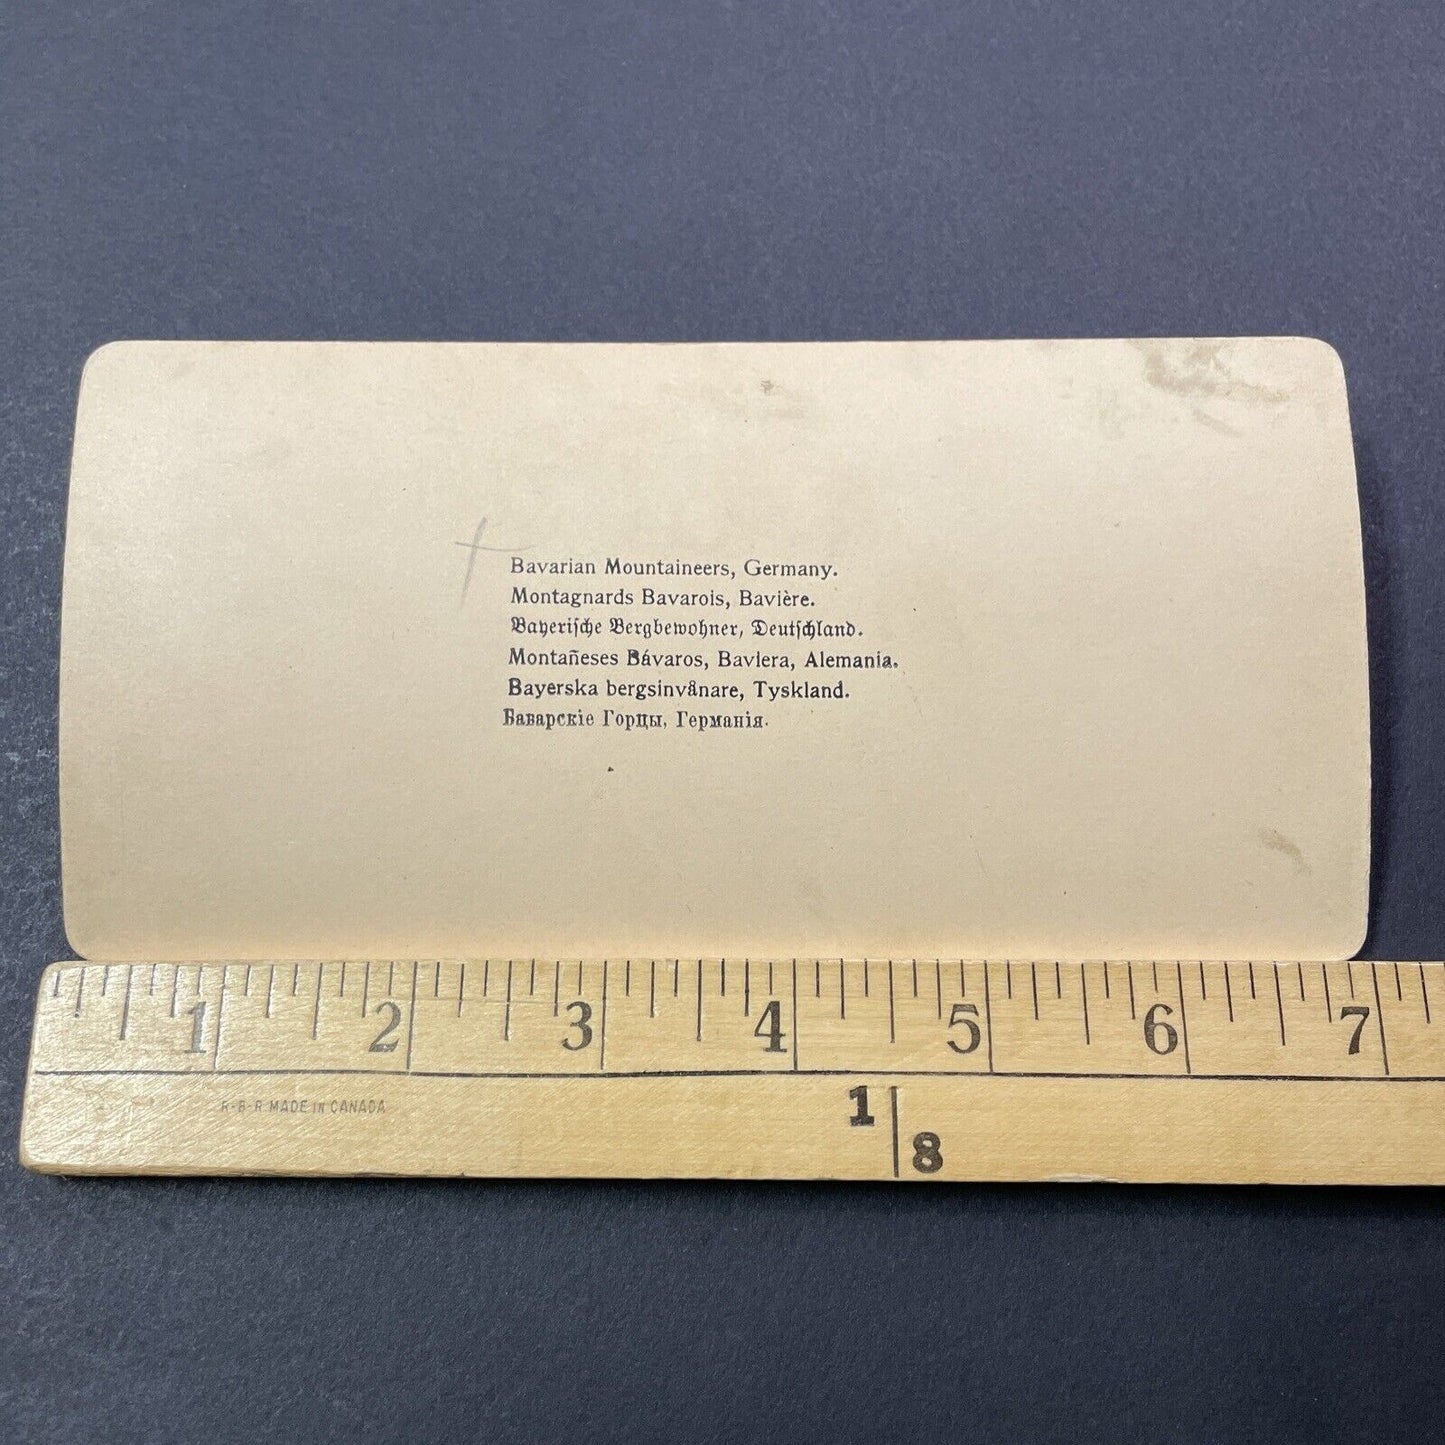 Bavarian Mountaineers, Germany.
Montagnards Bavarois, Bavière.
Bayerische Bergbewohner, Deutschland.
Montañeses Bávaros, Baviera, Alemania.
Bayerska bergsinvånare, Tyskland.
Баварскіе Горцы, Германія.
1 2 3 4 5 6 7
R-B-R MADE IN CANADA
1
8